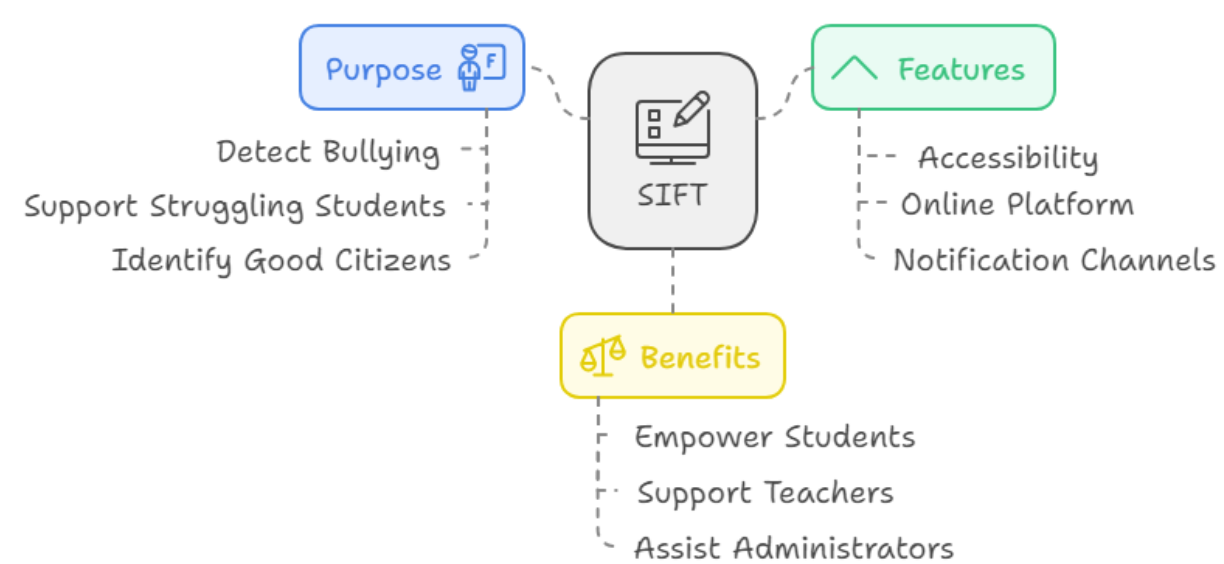 Purpose
F
Detect Bullying
Support Struggling Students
Identify Good Citizens
SIFT
Features
Accessibility
Online Platform
Notification Channels
Benefits
Empower Students
Support Teachers
Assist Administrators